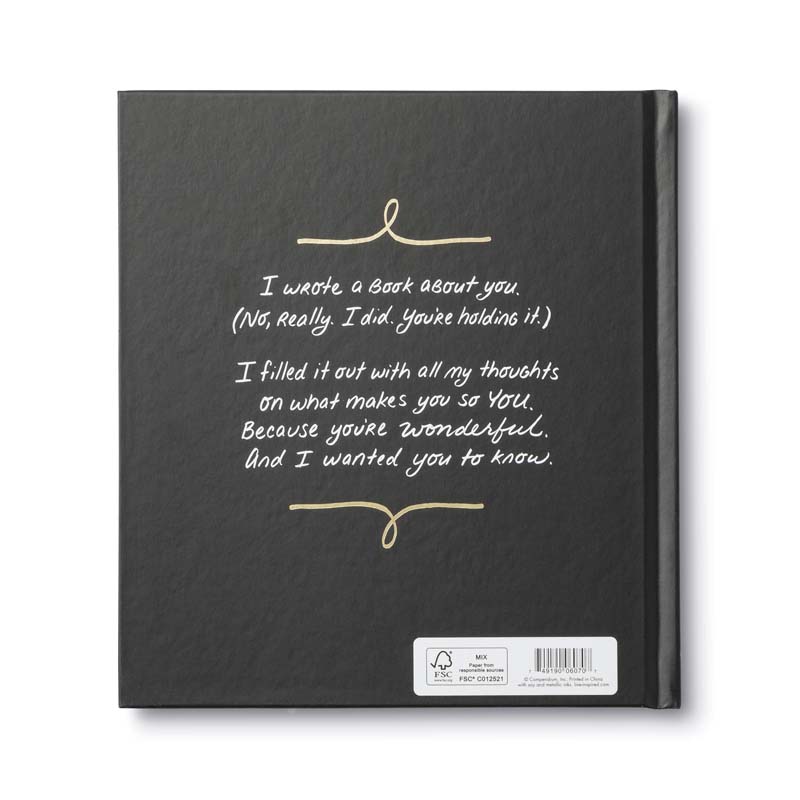 I wrote a book about you.
(No, really. I did. You're holding it.)
I filled it out with all my thoughts
on what makes you so YOU.
Because you're wonderful.
And I wanted you to know.
FSC
www.fsc.org
MIX
Paper from
responsible sources
FSC® C012521
7 49190 06070 1
© Compendium, Inc. Printed in China
with soy and metallic inks. live-inspired.com